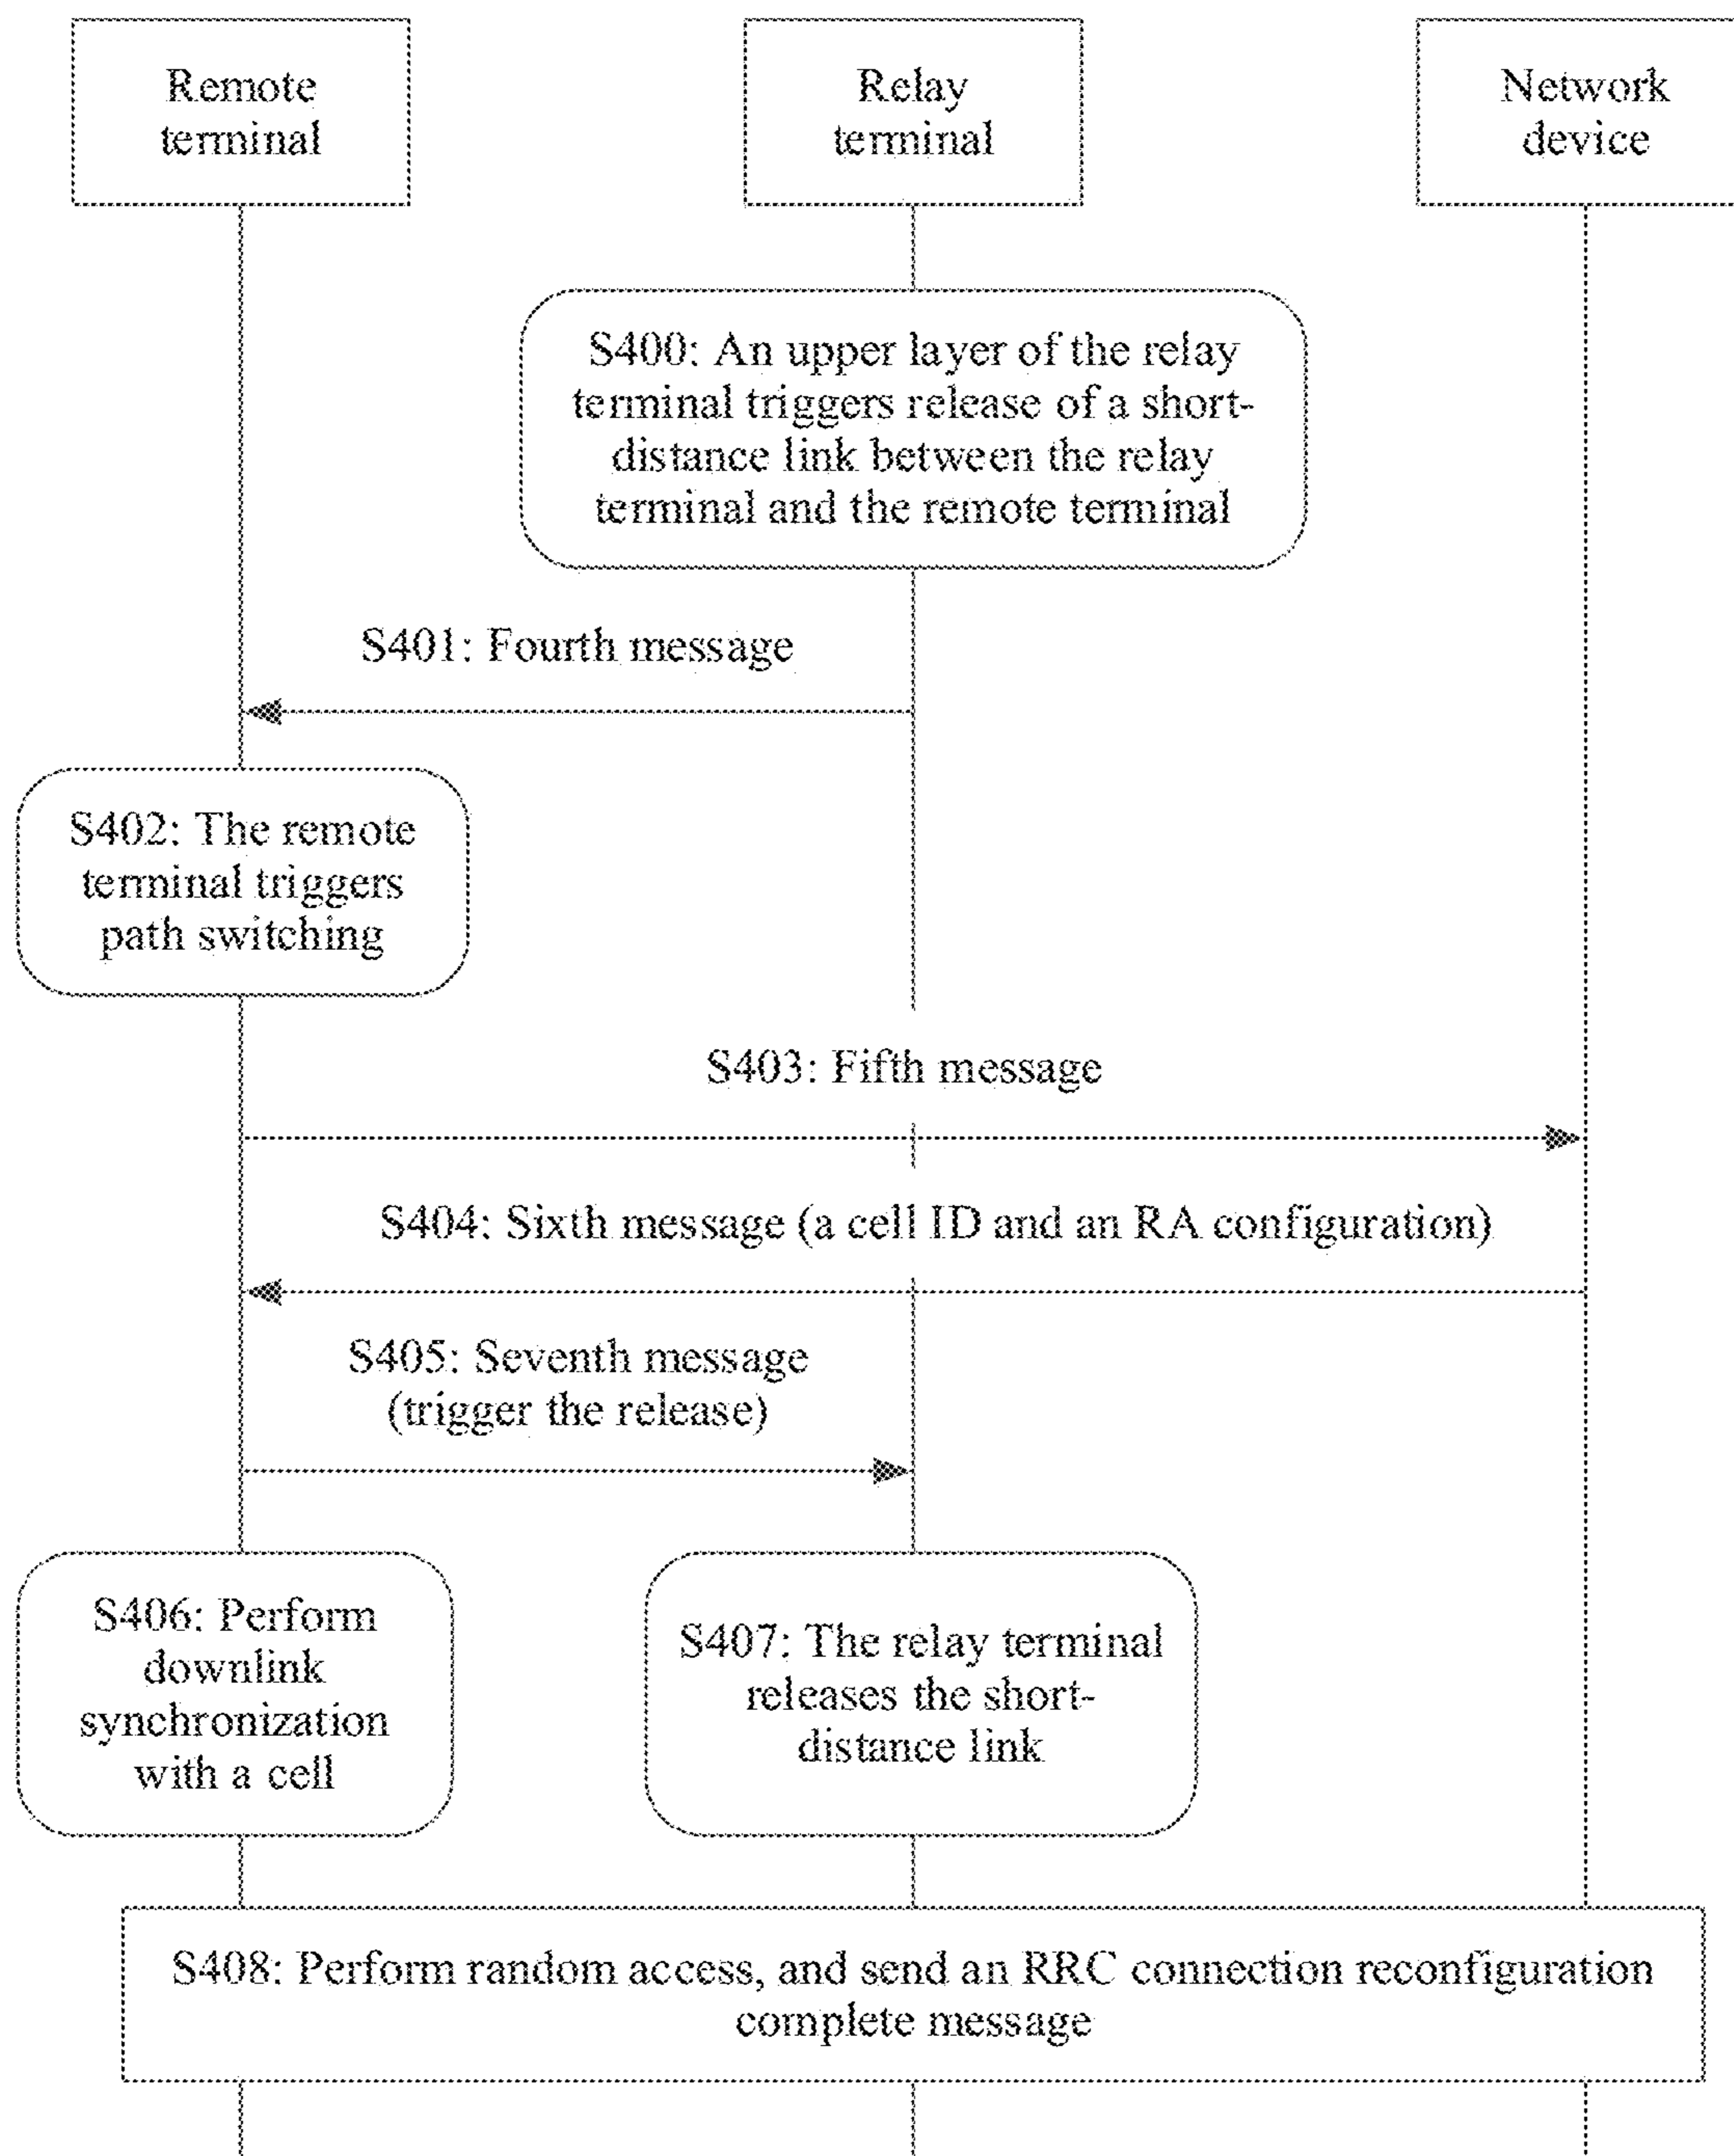 Remote
terminal
Relay
terminal
Network
device
S400: An upper layer of the relay
terminal triggers release of a short-
distance link between the relay
terminal and the remote terminal
S401: Fourth message
S402: The remote
terminal triggers
path switching
S403: Fifth message
S404: Sixth message (a cell ID and an RA configuration)
S405: Seventh message
(trigger the release)
S406: Perform
downlink
synchronization
with a cell
S407: The relay terminal
releases the short-
distance link
S408: Perform random access, and send an RRC connection reconfiguration
complete message